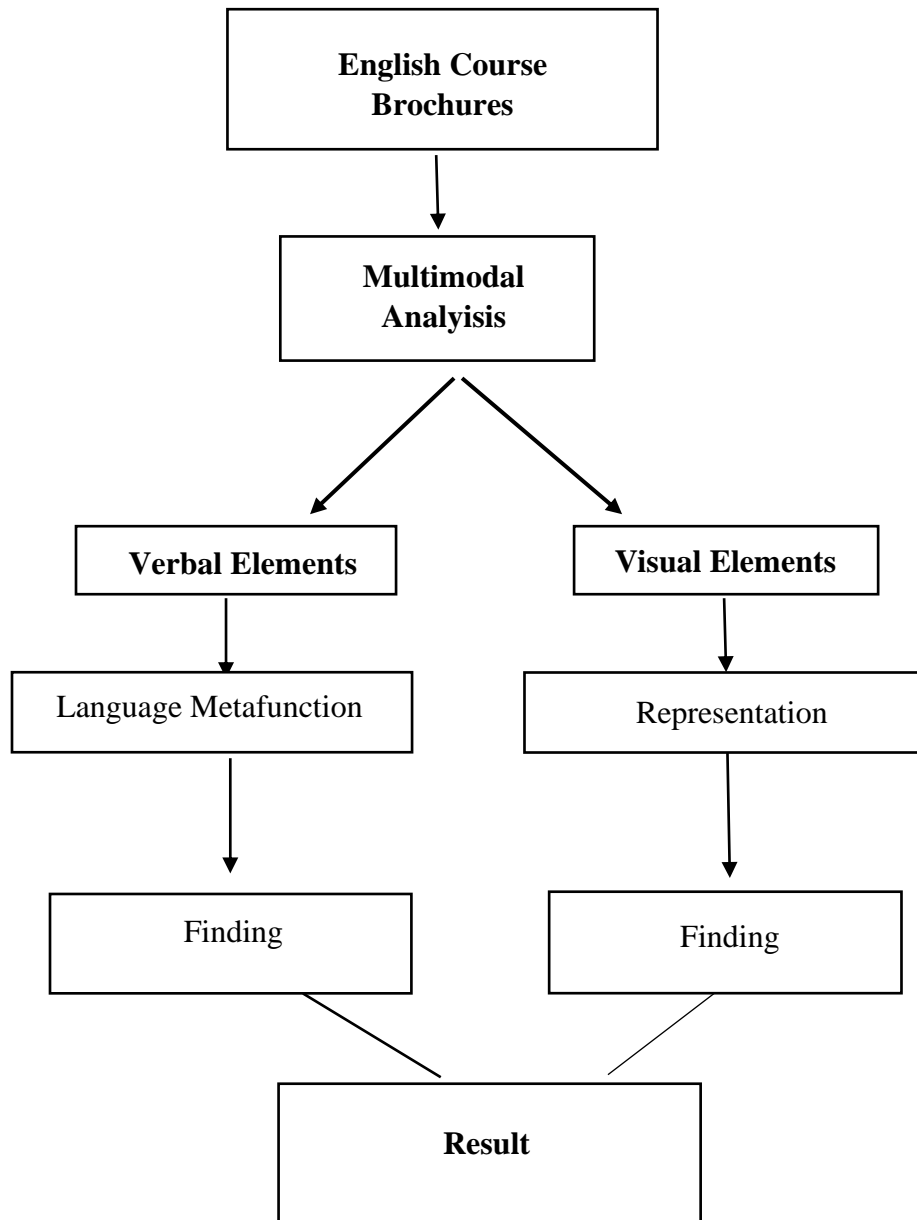 English Course
Brochures
Multimodal
Analyisis
Verbal Elements
Visual Elements
Language Metafunction
Representation
Finding
Finding
Result